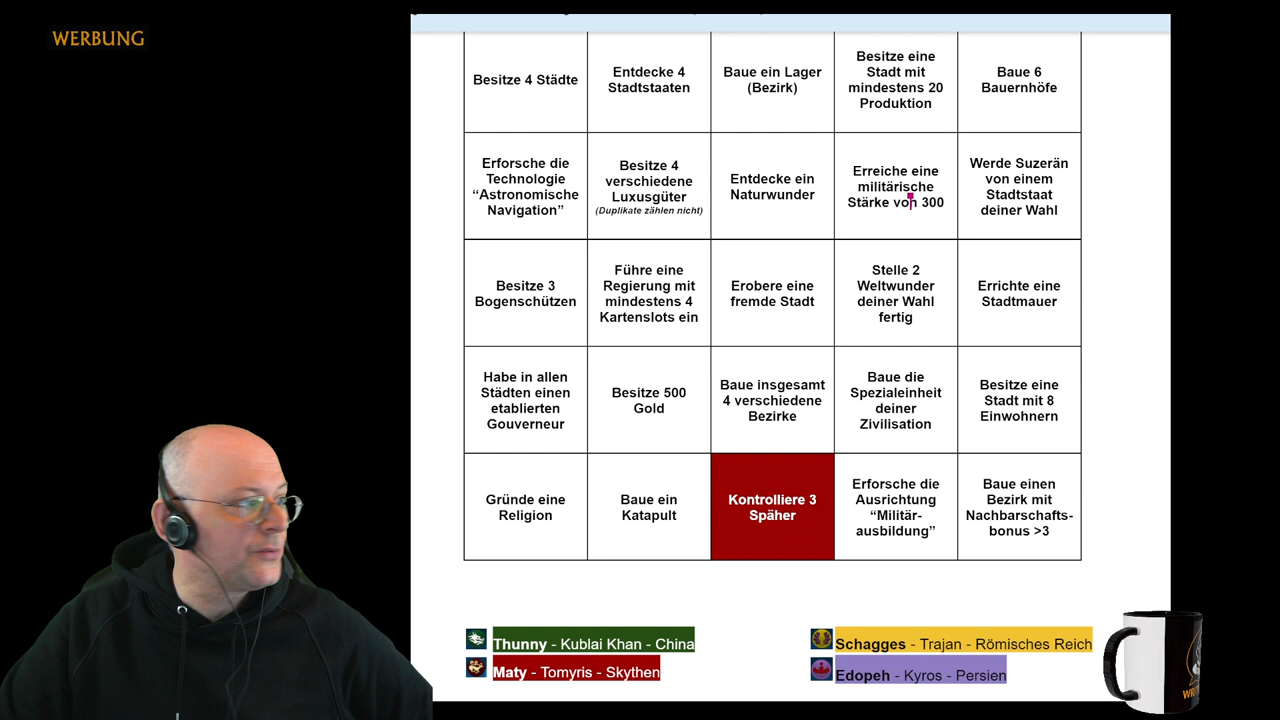 WERBUNG
Besitze 4 Städte
Entdecke 4
Stadtstaaten
Baue ein Lager
(Bezirk)
Besitze eine
Stadt mit
mindestens 20
Produktion
Baue 6
Bauernhöfe
Erforsche die
Technologie
“Astronomische
Navigation”
Besitze 4
verschiedene
Luxusgüter
(Duplikate zählen nicht)
Entdecke ein
Naturwunder
Erreiche eine
militärische
Stärke von 300
Werde Suzerän
von einem
Stadtstaat
deiner Wahl
Besitze 3
Bogenschützen
Führe eine
Regierung mit
mindestens 4
Kartenslots ein
Erobere eine
fremde Stadt
Stelle 2
Weltwunder
deiner Wahl
fertig
Errichte eine
Stadtmauer
Habe in allen
Städten einen
etablierten
Gouverneur
Besitze 500
Gold
Baue insgesamt
4 verschiedene
Bezirke
Baue die
Spezialeinheit
deiner
Zivilisation
Besitze eine
Stadt mit 8
Einwohnern
Gründe eine
Religion
Baue ein
Katapult
Kontrolliere 3
Späher
Erforsche die
Ausrichtung
“Militär-
ausbildung”
Baue einen
Bezirk mit
Nachbarschafts-
bonus >3
Thunny - Kublai Khan - China
Maty - Tomyris - Skythen
Schagges - Trajan - Römisches Reich
Edopeh - Kyros - Persien